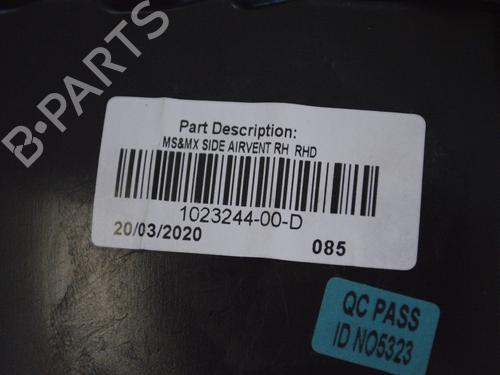 B-PARTS
Part Description:
MS&MX SIDE AIRVENT RH RHD
1023244-00-D
20/03/2020 085
QC PASS
ID NO5323